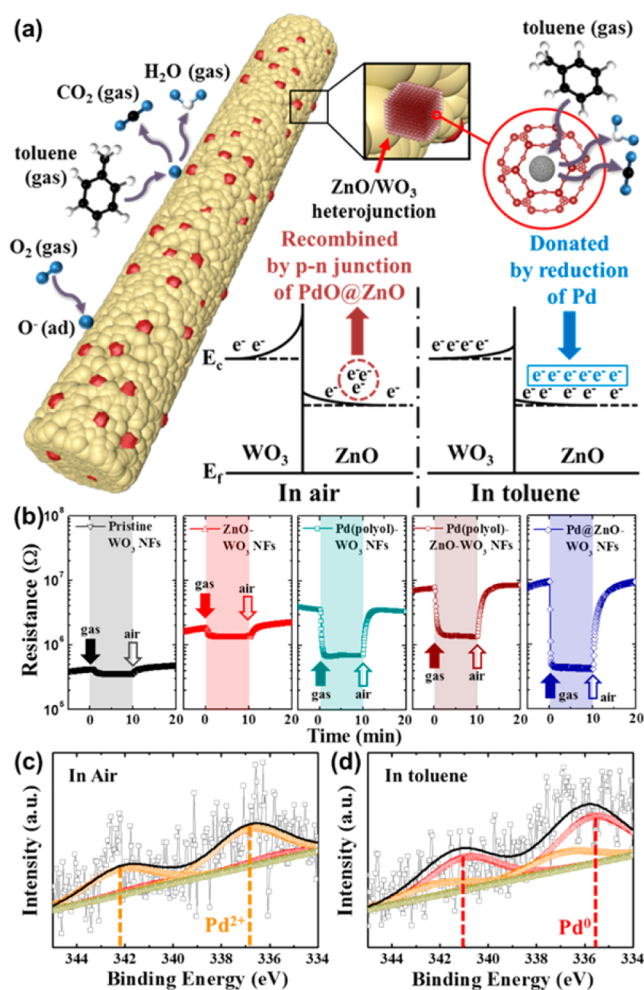 (a)
toluene (gas)
H2O (gas)
CO2 (gas)
toluene
(gas)
O2 (gas)
O- (ad)
ZnO/WO3
heterojunction
Recombined
by p-n junction
of PdO@ZnO
Donated
by reduction
of Pd
Ec
e- e-
e-
e-e-
e-
e-
e-e-e-e-
e- e- e- e- e- e-
e- e- e- e-
WO3
ZnO
WO3
ZnO
Ef
In air
In toluene
(b)
Resistance (Ω)
10^8
10^7
10^6
10^5
Pristine
WO3 NFs
gas
air
0 10 20
ZnO-
WO3 NFs
gas
air
0 10 20
Pd(polyol)-
WO3 NFs
gas
air
0 10 20
Pd(polyol)-
ZnO-WO3 NFs
gas
air
0 10 20
Pd@ZnO-
WO3 NFs
gas
air
0 10 20
Time (min)
(c)
In Air
Intensity (a.u.)
Pd2+
344 342 340 338 336 334
Binding Energy (eV)
(d)
In toluene
Intensity (a.u.)
Pd0
344 342 340 338 336 334
Binding Energy (eV)